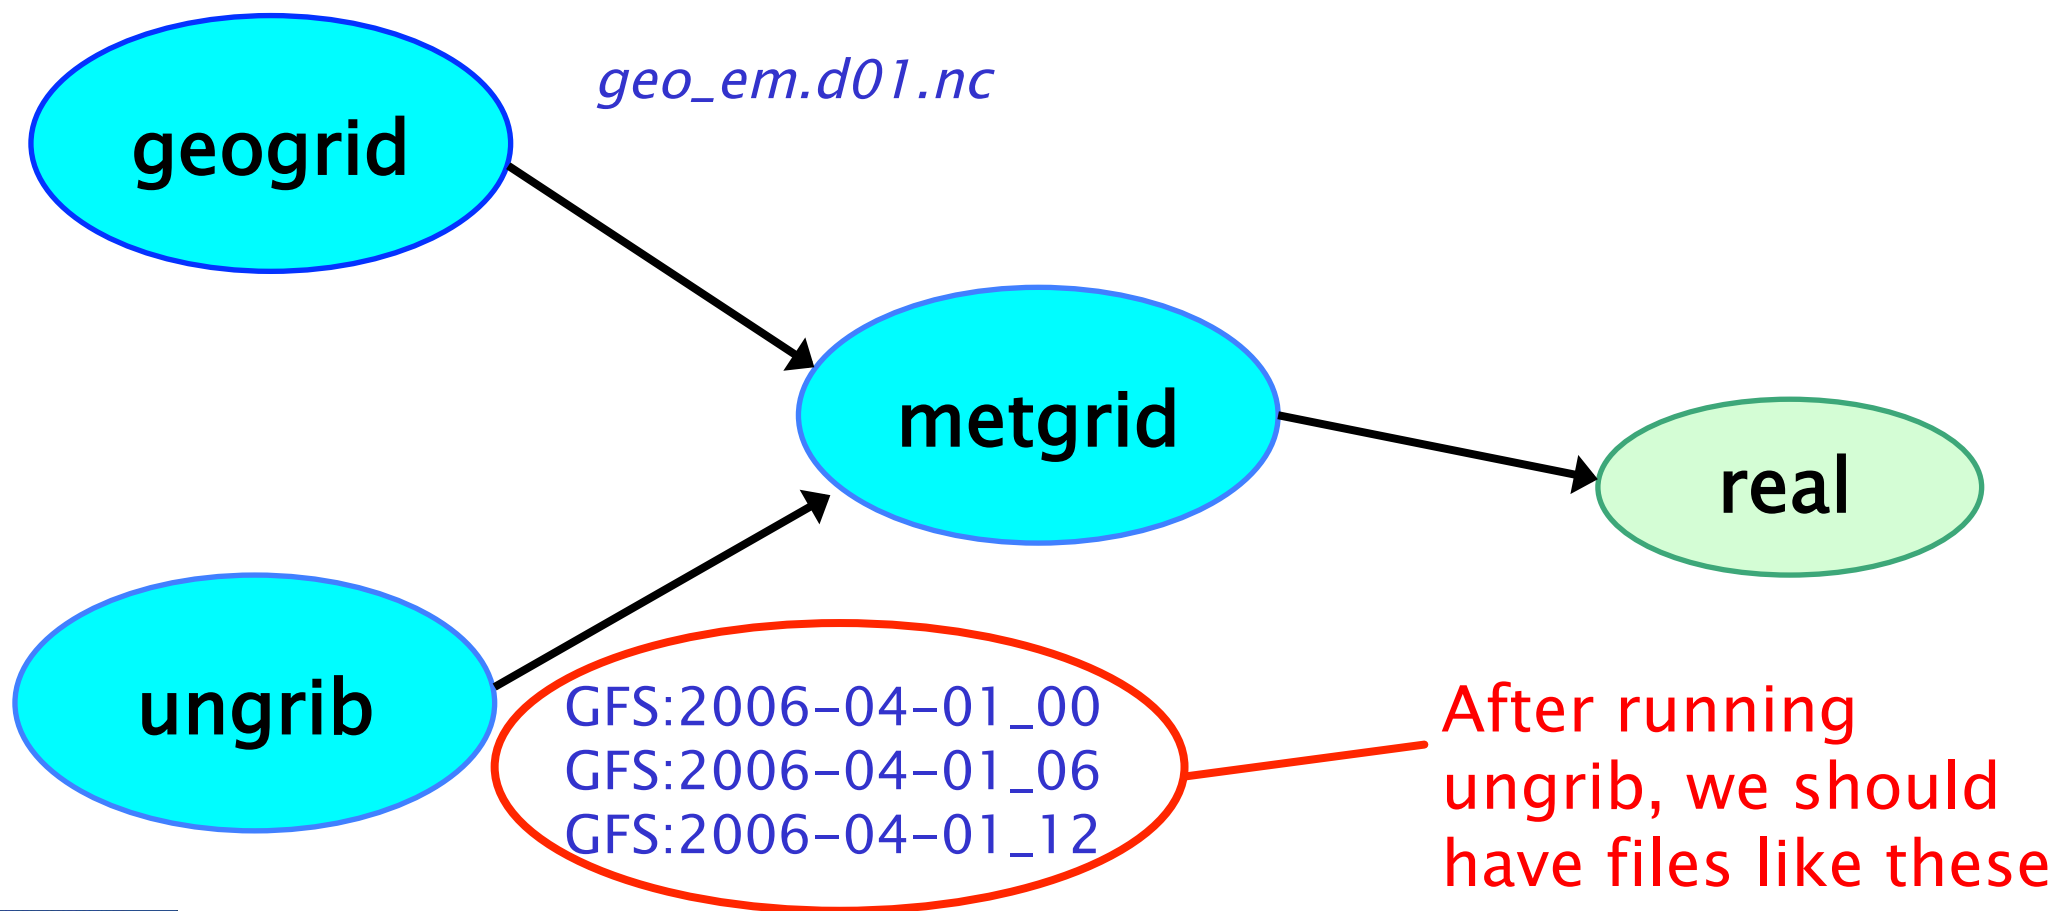 geo_em.d01.nc
geogrid
metgrid
real
ungrib
GFS:2006-04-01_00
GFS:2006-04-01_06
GFS:2006-04-01_12
After running
ungrib, we should
have files like these